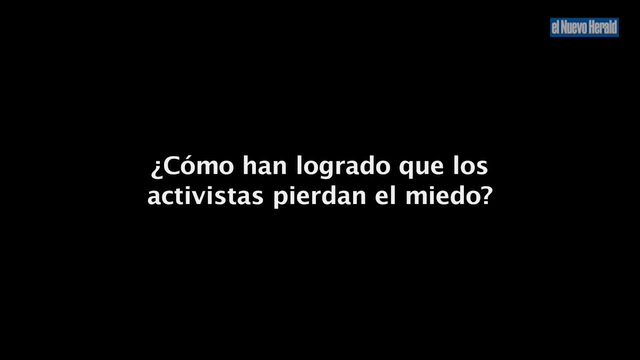 el Nuevo Herald
¿Cómo han logrado que los
activistas pierdan el miedo?